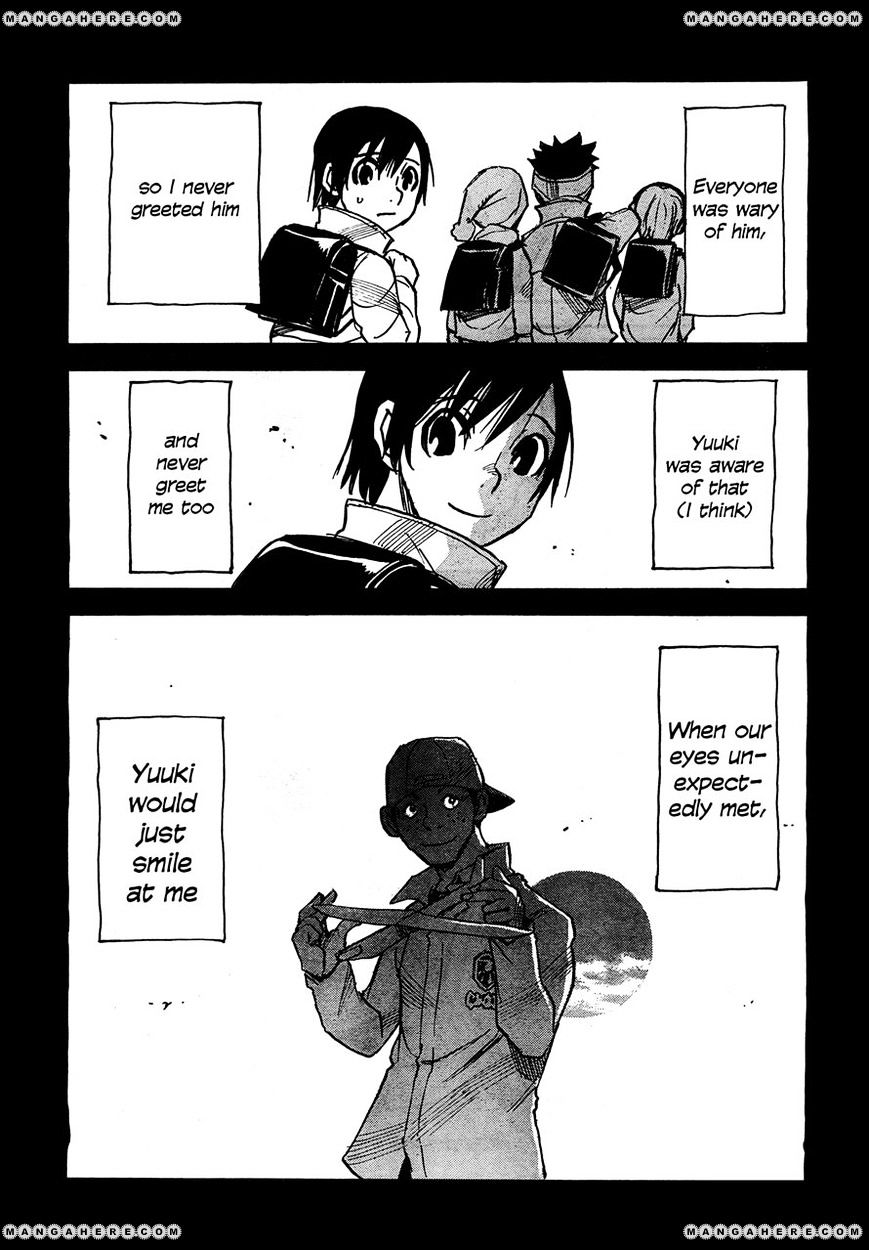 MANGAHERE.COM
MANGAHERE.COM
Everyone
was wary
of him,
so I never
greeted him
Yuuki
was aware
of that
(I think)
and
never
greet
me too
When our
eyes un-
expect-
edly met,
Yuuki
would
just
smile
at me
MANGAHERE.COM
MANGAHERE.COM